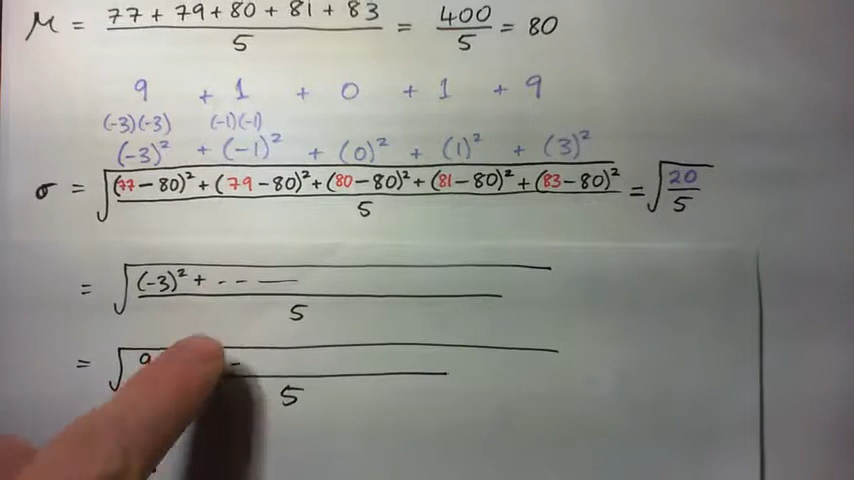 μ = 77 + 79 + 80 + 81 + 83 / 5 = 400 / 5 = 80
9 + 1 + 0 + 1 + 9
(-3)(-3) (-1)(-1)
(-3)² + (-1)² + (0)² + (1)² + (3)²
σ = √((77 - 80)² + (79 - 80)² + (80 - 80)² + (81 - 80)² + (83 - 80)² / 5) = √(20 / 5)
= √((-3)² + - - — / 5)
= √(9 - / 5)